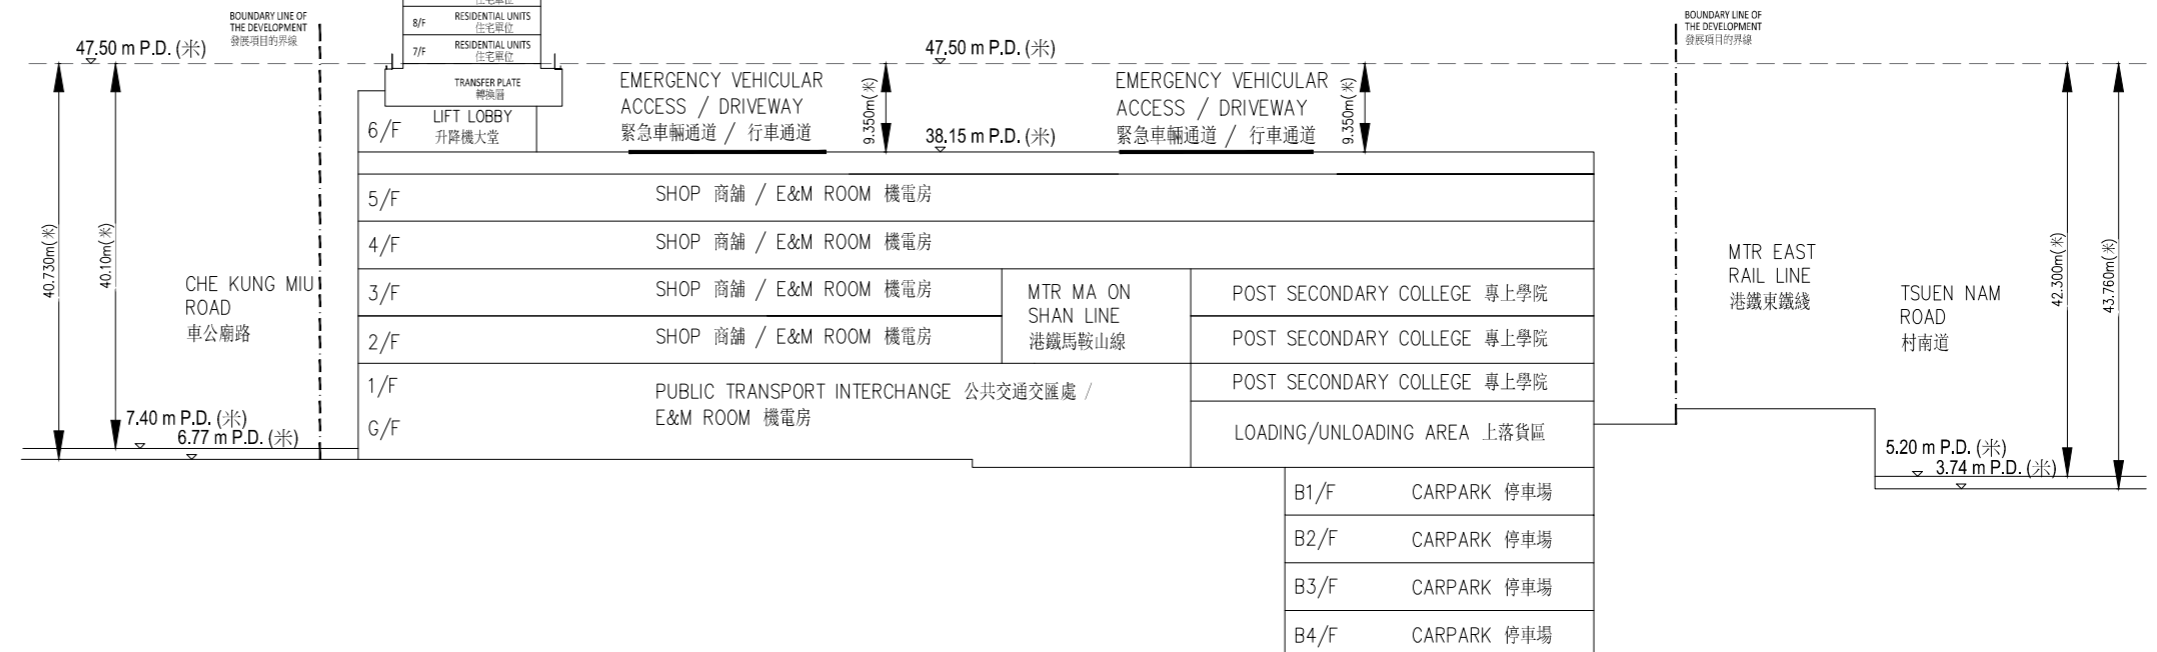 住宅單位
8/F
RESIDENTIAL UNITS
住宅單位
7/F
RESIDENTIAL UNITS
住宅單位
TRANSFER PLATE
轉換層
BOUNDARY LINE OF
THE DEVELOPMENT
發展項目的界線
BOUNDARY LINE OF
THE DEVELOPMENT
發展項目的界線
47.50 m P.D. (米)
47.50 m P.D. (米)
EMERGENCY VEHICULAR
ACCESS / DRIVEWAY
緊急車輛通道 / 行車通道
9.350m(米)
38.15 m P.D. (米)
EMERGENCY VEHICULAR
ACCESS / DRIVEWAY
緊急車輛通道 / 行車通道
9.350m(米)
6/F
LIFT LOBBY
升降機大堂
5/F
SHOP 商舖 / E&M ROOM 機電房
4/F
SHOP 商舖 / E&M ROOM 機電房
3/F
SHOP 商舖 / E&M ROOM 機電房
2/F
SHOP 商舖 / E&M ROOM 機電房
MTR MA ON
SHAN LINE
港鐵馬鞍山線
POST SECONDARY COLLEGE 專上學院
POST SECONDARY COLLEGE 專上學院
POST SECONDARY COLLEGE 專上學院
1/F
G/F
PUBLIC TRANSPORT INTERCHANGE 公共交通交匯處 /
E&M ROOM 機電房
LOADING/UNLOADING AREA 上落貨區
B1/F
CARPARK 停車場
B2/F
CARPARK 停車場
B3/F
CARPARK 停車場
B4/F
CARPARK 停車場
40.730m(米)
40.10m(米)
CHE KUNG MIU
ROAD
車公廟路
7.40 m P.D. (米)
6.77 m P.D. (米)
MTR EAST
RAIL LINE
港鐵東鐵綫
TSUEN NAM
ROAD
村南道
42.300m(米)
43.760m(米)
5.20 m P.D. (米)
3.74 m P.D. (米)